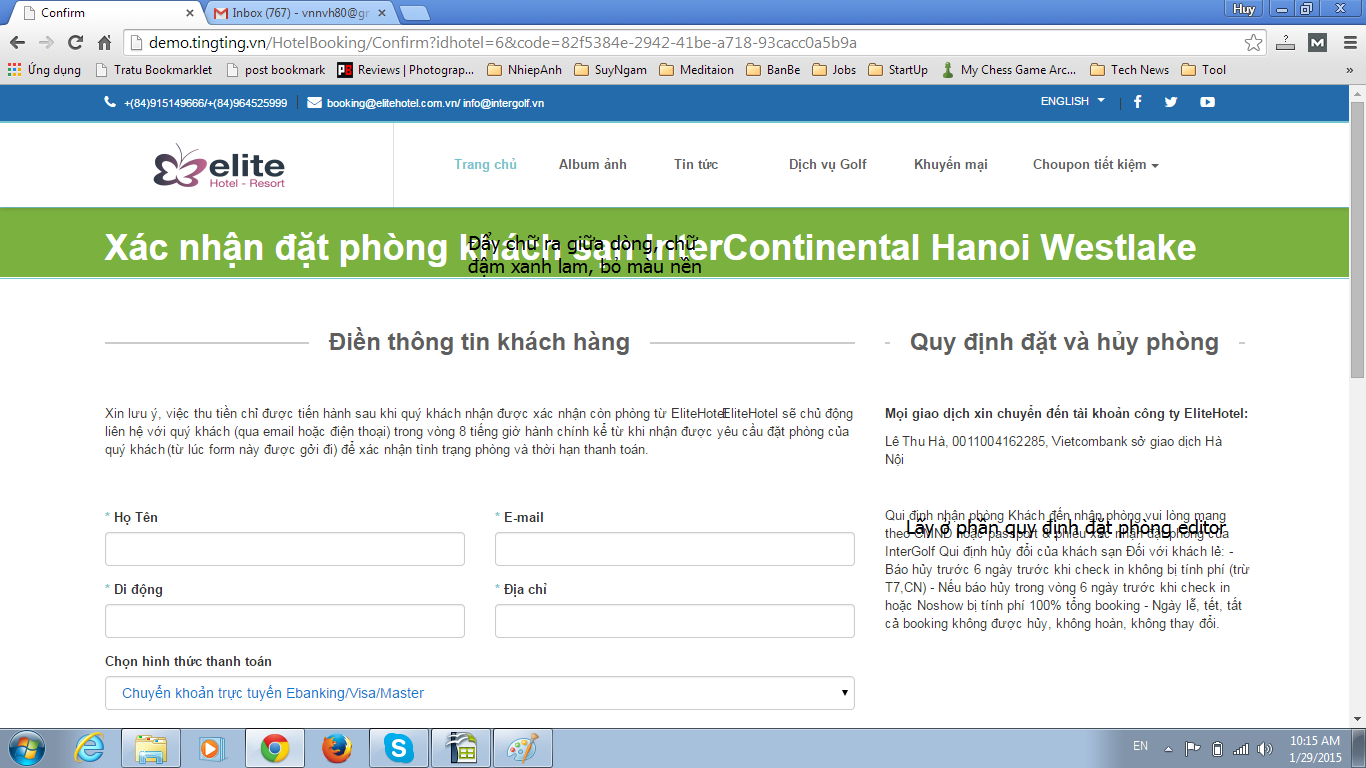 Confirm
Inbox (767) - vnnvh80@gr
Huy
demo.tingting.vn/HotelBooking/Confirm?idhotel=6&code=82f5384e-2942-41be-a718-93cacc0a5b9a
Ứng dụng
Tratu Bookmarklet
post bookmark
Reviews | Photograp...
NhiepAnh
SuyNgam
Meditaion
BanBe
Jobs
StartUp
My Chess Game Arc...
Tech News
Tool
»
+(84)915149666/+(84)964525999
booking@elitehotel.com.vn/ info@intergolf.vn
ENGLISH
elite
Hotel - Resort
Trang chủ
Album ảnh
Tin tức
Dịch vụ Golf
Khuyến mại
Choupon tiết kiệm
Xác nhận đặt phòng khách sạn InterContinental Hanoi Westlake
Đẩy chữ ra giữa dòng, chữ
đậm xanh lam, bỏ màu nền
Điền thông tin khách hàng
Xin lưu ý, việc thu tiền chỉ được tiến hành sau khi quý khách nhận được xác nhận còn phòng từ EliteHotel.EliteHotel sẽ chủ động
liên hệ với quý khách (qua email hoặc điện thoại) trong vòng 8 tiếng giờ hành chính kể từ khi nhận được yêu cầu đặt phòng của
quý khách (từ lúc form này được gởi đi) để xác nhận tình trạng phòng và thời hạn thanh toán.
* Họ Tên
* E-mail
* Di động
* Địa chỉ
Chọn hình thức thanh toán
Chuyển khoản trực tuyến Ebanking/Visa/Master
Quy định đặt và hủy phòng
Mọi giao dịch xin chuyển đến tài khoản công ty EliteHotel:
Lê Thu Hà, 0011004162285, Vietcombank sở giao dịch Hà
Nội
Qui định nhận phòng Khách đến nhận phòng vui lòng mang
Lấy ở phần quy định đặt phòng editor
theo CMND hoặc passport & phiếu xác nhận đặt phòng của
InterGolf Qui định hủy đổi của khách sạn Đối với khách lẻ: -
Báo hủy trước 6 ngày trước khi check in không bị tính phí (trừ
T7,CN) - Nếu báo hủy trong vòng 6 ngày trước khi check in
hoặc Noshow bị tính phí 100% tổng booking - Ngày lễ, tết, tất
cả booking không được hủy, không hoàn, không thay đổi.
EN
10:15 AM
1/29/2015